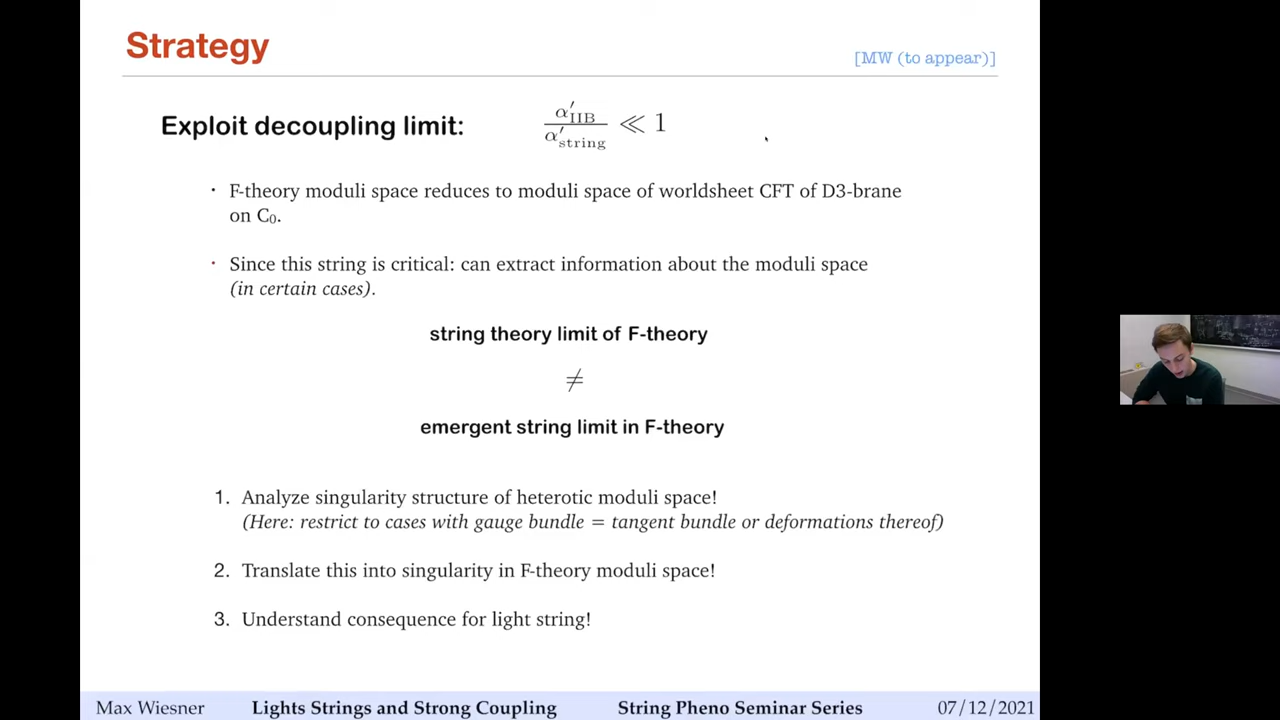 Strategy
[MW (to appear)]
Exploit decoupling limit: α′IIB / α′string ≪ 1
· F-theory moduli space reduces to moduli space of worldsheet CFT of D3-brane
on C₀.
· Since this string is critical: can extract information about the moduli space
(in certain cases).
string theory limit of F-theory
≠
emergent string limit in F-theory
1. Analyze singularity structure of heterotic moduli space!
(Here: restrict to cases with gauge bundle = tangent bundle or deformations thereof)
2. Translate this into singularity in F-theory moduli space!
3. Understand consequence for light string!
Max Wiesner Lights Strings and Strong Coupling String Pheno Seminar Series 07/12/2021